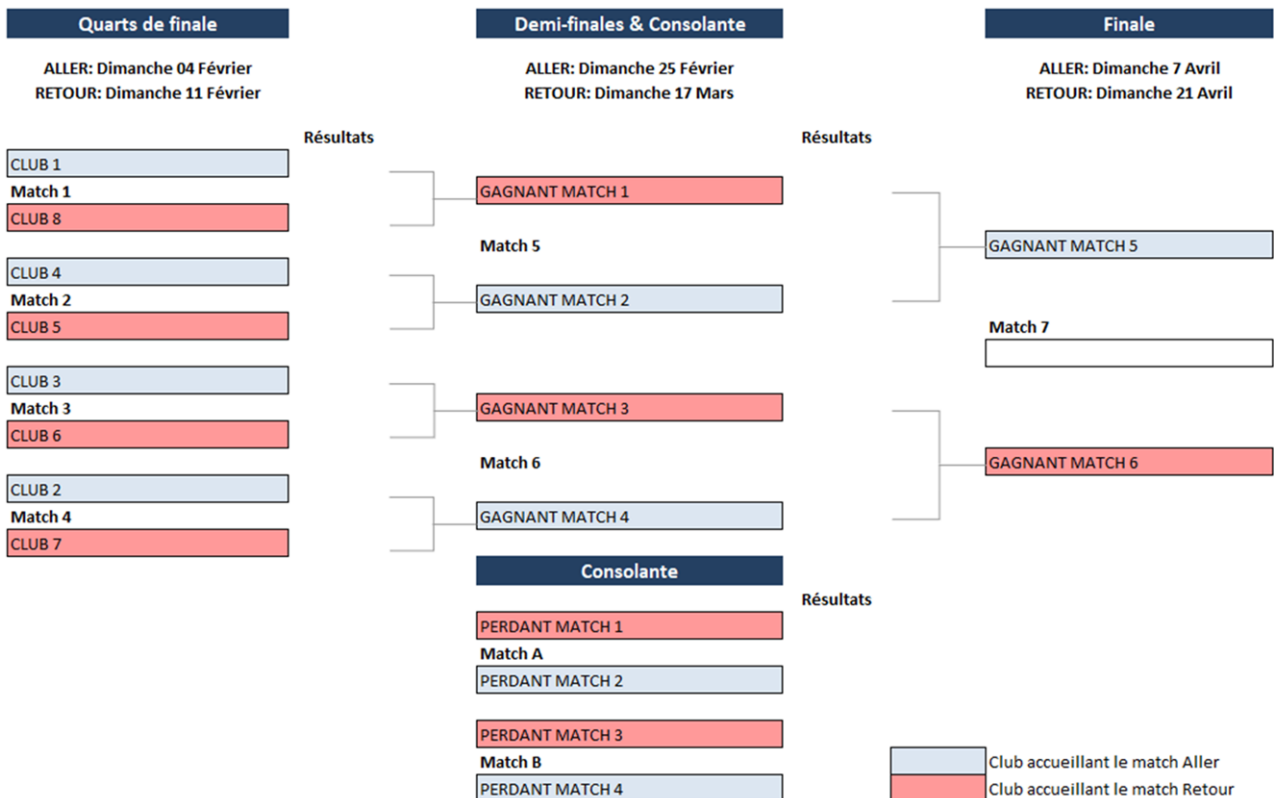 Quarts de finale
Demi-finales & Consolante
Finale
ALLER: Dimanche 04 Février
RETOUR: Dimanche 11 Février
ALLER: Dimanche 25 Février
RETOUR: Dimanche 17 Mars
ALLER: Dimanche 7 Avril
RETOUR: Dimanche 21 Avril
Résultats
Résultats
CLUB 1
Match 1
CLUB 8
CLUB 4
Match 2
CLUB 5
CLUB 3
Match 3
CLUB 6
CLUB 2
Match 4
CLUB 7
GAGNANT MATCH 1
Match 5
GAGNANT MATCH 2
GAGNANT MATCH 3
Match 6
GAGNANT MATCH 4
GAGNANT MATCH 5
Match 7
GAGNANT MATCH 6
Consolante
Résultats
PERDANT MATCH 1
Match A
PERDANT MATCH 2
PERDANT MATCH 3
Match B
PERDANT MATCH 4
Club accueillant le match Aller
Club accueillant le match Retour